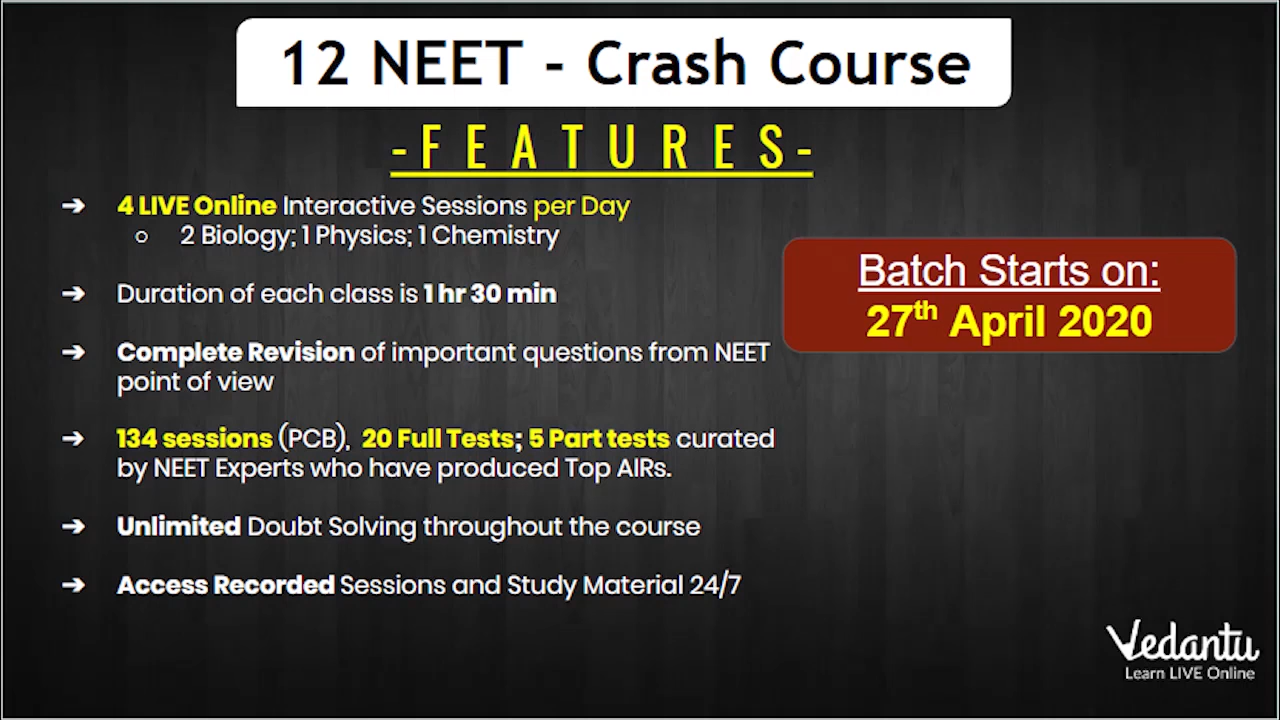 12 NEET - Crash Course
-FEATURES-
➔ 4 LIVE Online Interactive Sessions per Day
○ 2 Biology; 1 Physics; 1 Chemistry
➔ Duration of each class is 1 hr 30 min
➔ Complete Revision of important questions from NEET
point of view
➔ 134 sessions (PCB), 20 Full Tests; 5 Part tests curated
by NEET Experts who have produced Top AIRs.
➔ Unlimited Doubt Solving throughout the course
➔ Access Recorded Sessions and Study Material 24/7
Batch Starts on:
27th April 2020
Vedantu
Learn LIVE Online